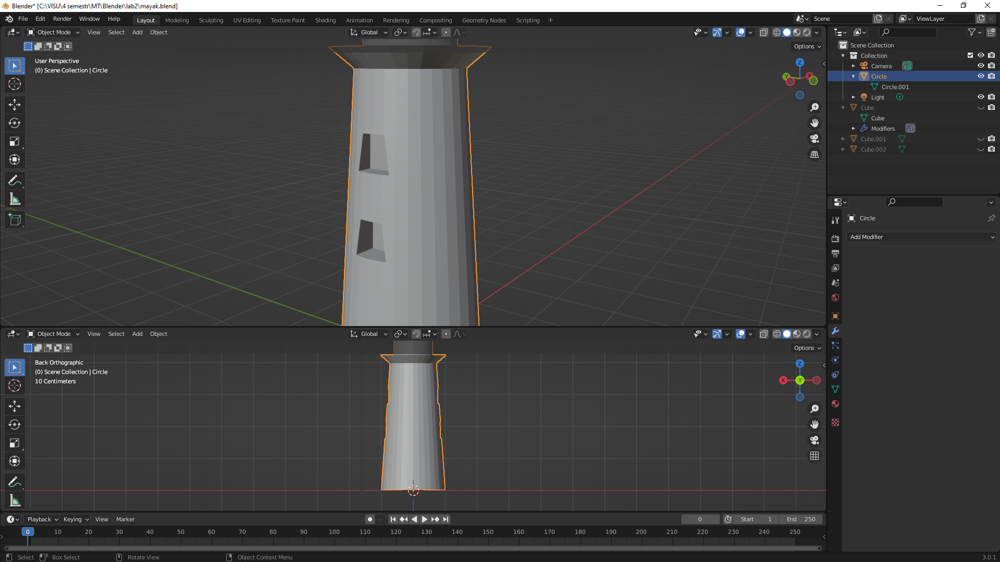 Blender* [C:\VISU\4 semestr\MT\Blender\lab2\mayak.blend]
File Edit Render Window Help Layout Modeling Sculpting UV Editing Texture Paint Shading Animation Rendering Compositing Geometry Nodes Scripting + Scene ViewLayer
Object Mode View Select Add Object Global
Options
User Perspective
(0) Scene Collection | Circle
Z
Y
X
Scene Collection
Collection
Camera
Circle
Circle.001
Light
Cube
Cube
Modifiers
Cube.001
Cube.002
Circle
Add Modifier
Object Mode View Select Add Object Global
Options
Back Orthographic
(0) Scene Collection | Circle
10 Centimeters
Z
X Y
Playback Keying View Marker 0 Start 1 End 250
0 10 20 30 40 50 60 70 80 90 100 110 120 130 140 150 160 170 180 190 200 210 220 230 240 250
Select Box Select Rotate View Object Context Menu 3.0.1